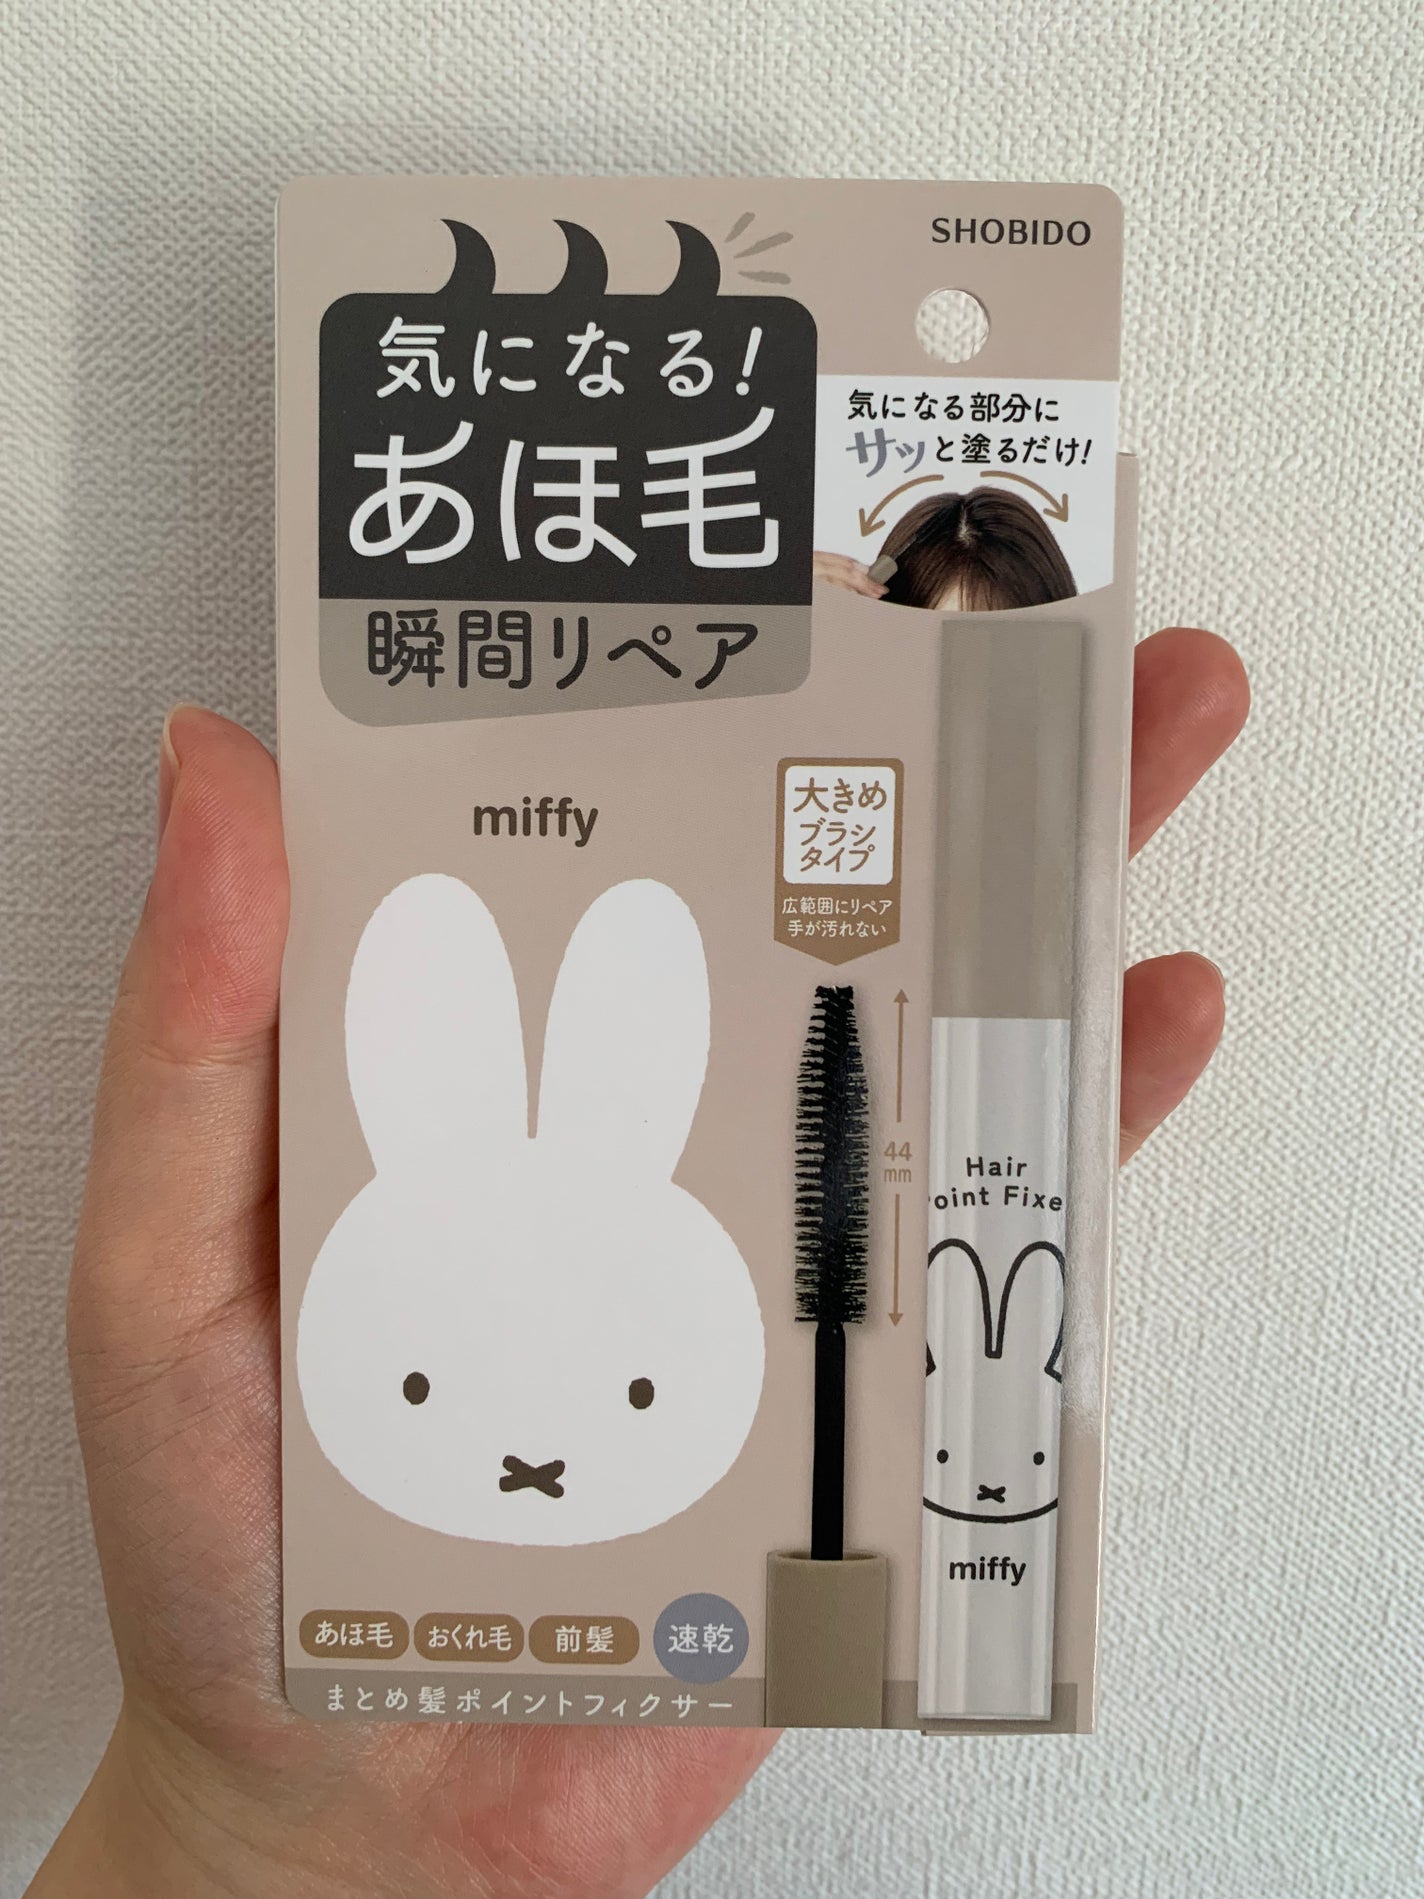 SHOBIDO
気になる!
あほ毛
瞬間リペア
気になる部分に
サッと塗るだけ!
miffy
大きめ
ブラシ
タイプ
広範囲にリペア
手が汚れない
44
mm
Hair
oint Fixe
miffy
あほ毛
おくれ毛
前髪
速乾
まとめ髪ポイントフィクサー